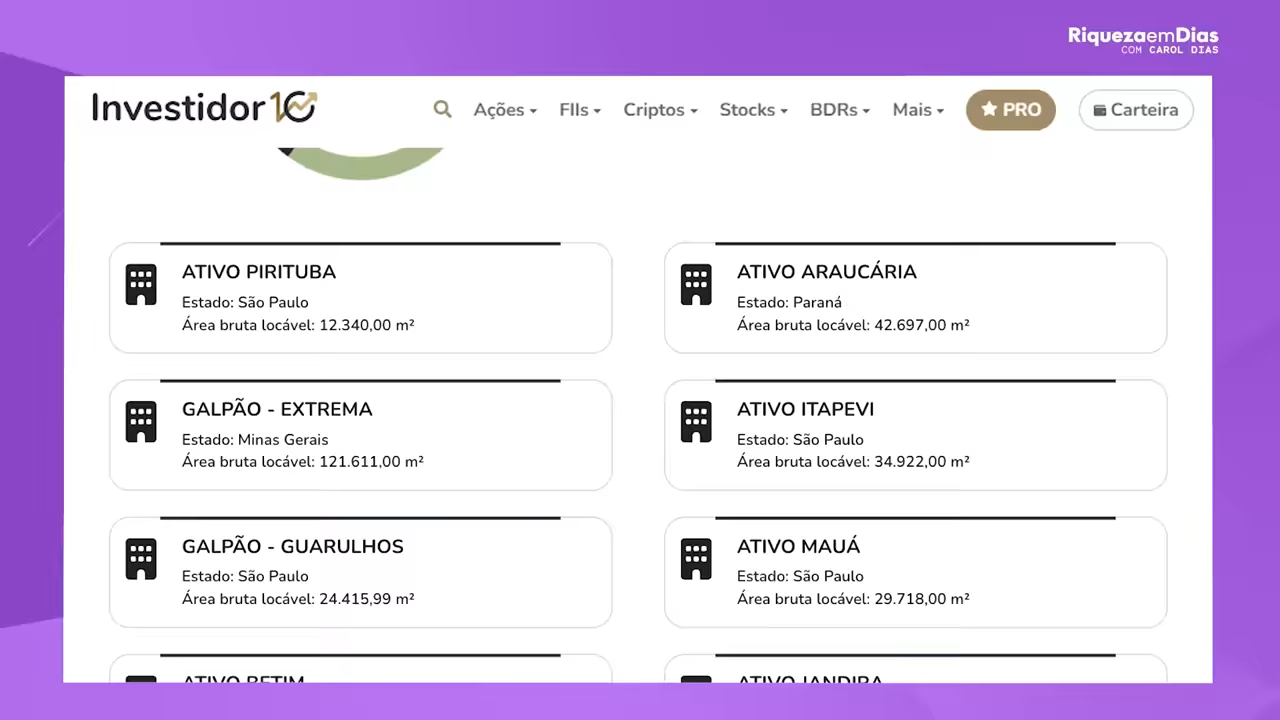 RiquezaemDias
COM CAROL DIAS
Investidor10
Ações
FIIs
Criptos
Stocks
BDRs
Mais
PRO
Carteira
ATIVO PIRITUBA
Estado: São Paulo
Área bruta locável: 12.340,00 m²
ATIVO ARAUCÁRIA
Estado: Paraná
Área bruta locável: 42.697,00 m²
GALPÃO - EXTREMA
Estado: Minas Gerais
Área bruta locável: 121.611,00 m²
ATIVO ITAPEVI
Estado: São Paulo
Área bruta locável: 34.922,00 m²
GALPÃO - GUARULHOS
Estado: São Paulo
Área bruta locável: 24.415,99 m²
ATIVO MAUÁ
Estado: São Paulo
Área bruta locável: 29.718,00 m²
ATIVO BETIM
ATIVO JANDIRA